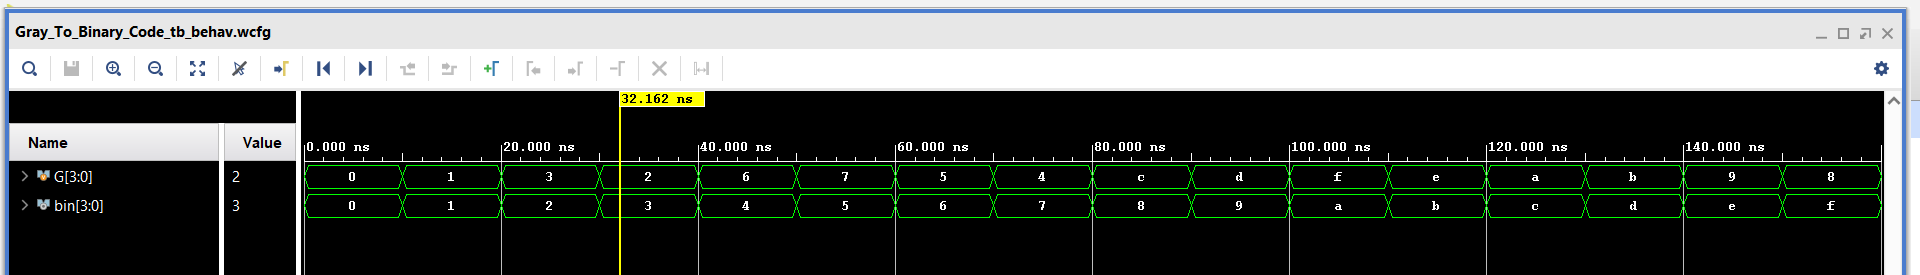 Gray_To_Binary_Code_tb_behav.wcfg
32.162 ns
Name Value
0.000 ns 20.000 ns 40.000 ns 60.000 ns 80.000 ns 100.000 ns 120.000 ns 140.000 ns
G[3:0] 2 0 1 3 2 6 7 5 4 c d f e a b 9 8
bin[3:0] 3 0 1 2 3 4 5 6 7 8 9 a b c d e f